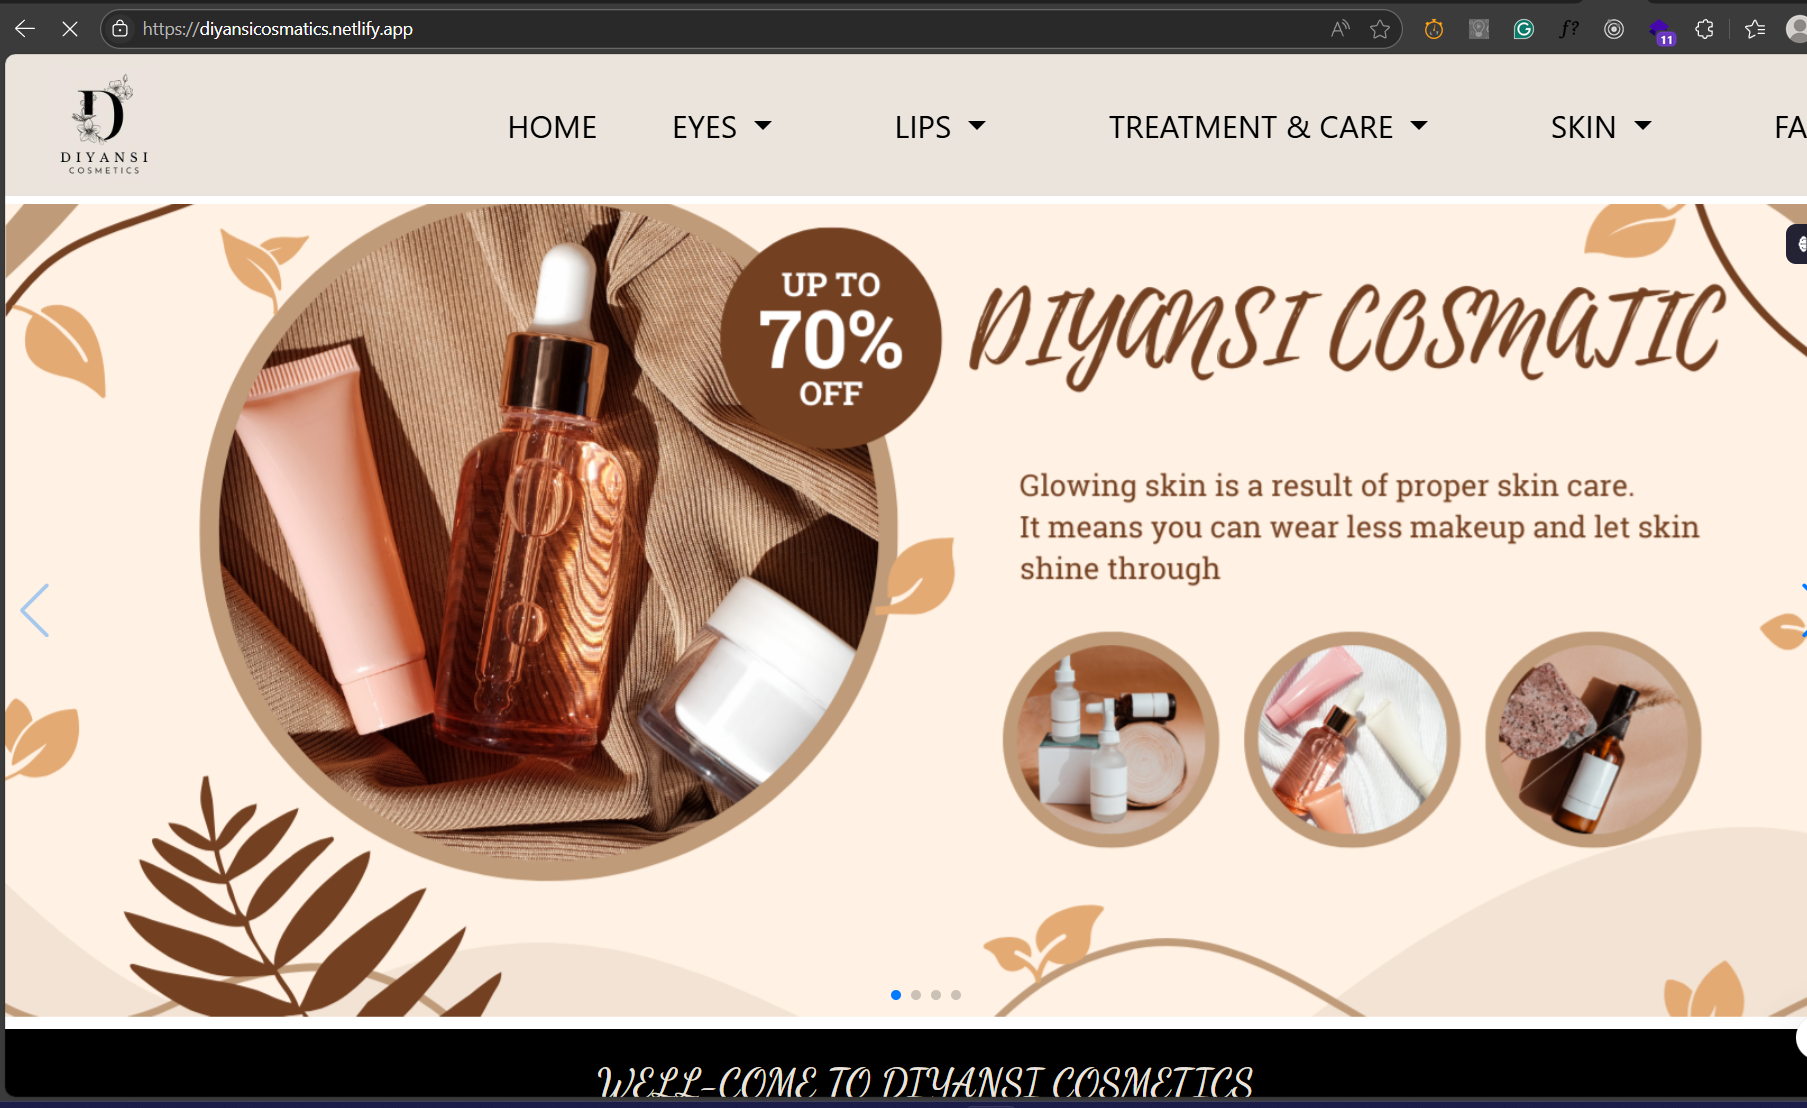 https://diyansicosmatics.netlify.app
11
D
DIYANSI
COSMETICS
HOME
EYES
LIPS
TREATMENT & CARE
SKIN
FA
UP TO
70%
OFF
DIYANSI COSMATIC
Glowing skin is a result of proper skin care.
It means you can wear less makeup and let skin
shine through
WELL-COME TO DIYANSI COSMETICS